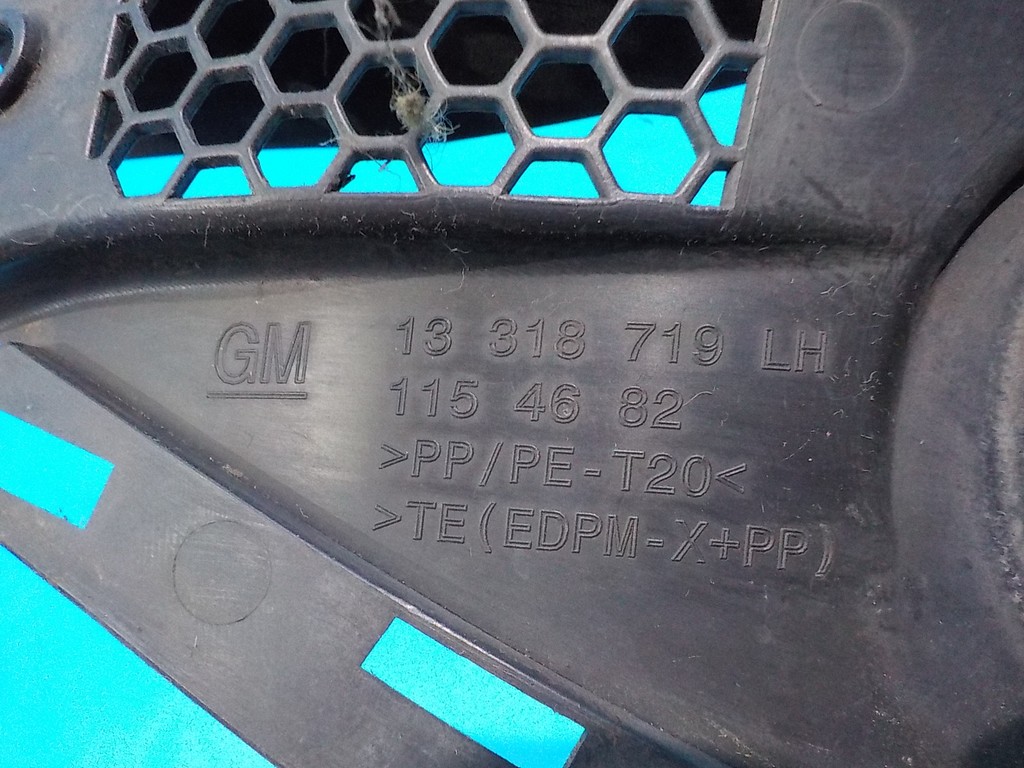 GM 13 318 719 LH
115 46 82
>PP/PE-T20<
>TE(EDPM-X+PP)